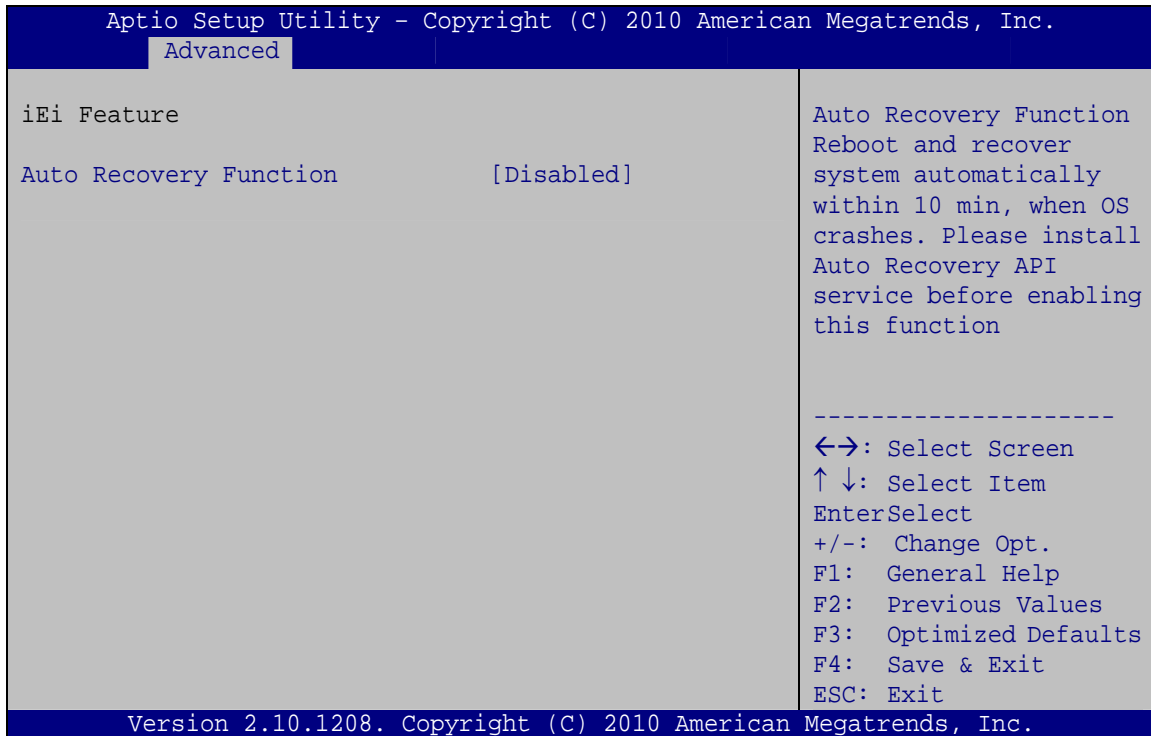 Aptio Setup Utility – Copyright (C) 2010 American Megatrends, Inc.
Advanced
iEi Feature
Auto Recovery Function [Disabled]
Auto Recovery Function
Reboot and recover
system automatically
within 10 min, when OS
crashes. Please install
Auto Recovery API
service before enabling
this function
---------------------
←→: Select Screen
↑ ↓: Select Item
EnterSelect
+/-: Change Opt.
F1: General Help
F2: Previous Values
F3: Optimized Defaults
F4: Save & Exit
ESC: Exit
Version 2.10.1208. Copyright (C) 2010 American Megatrends, Inc.